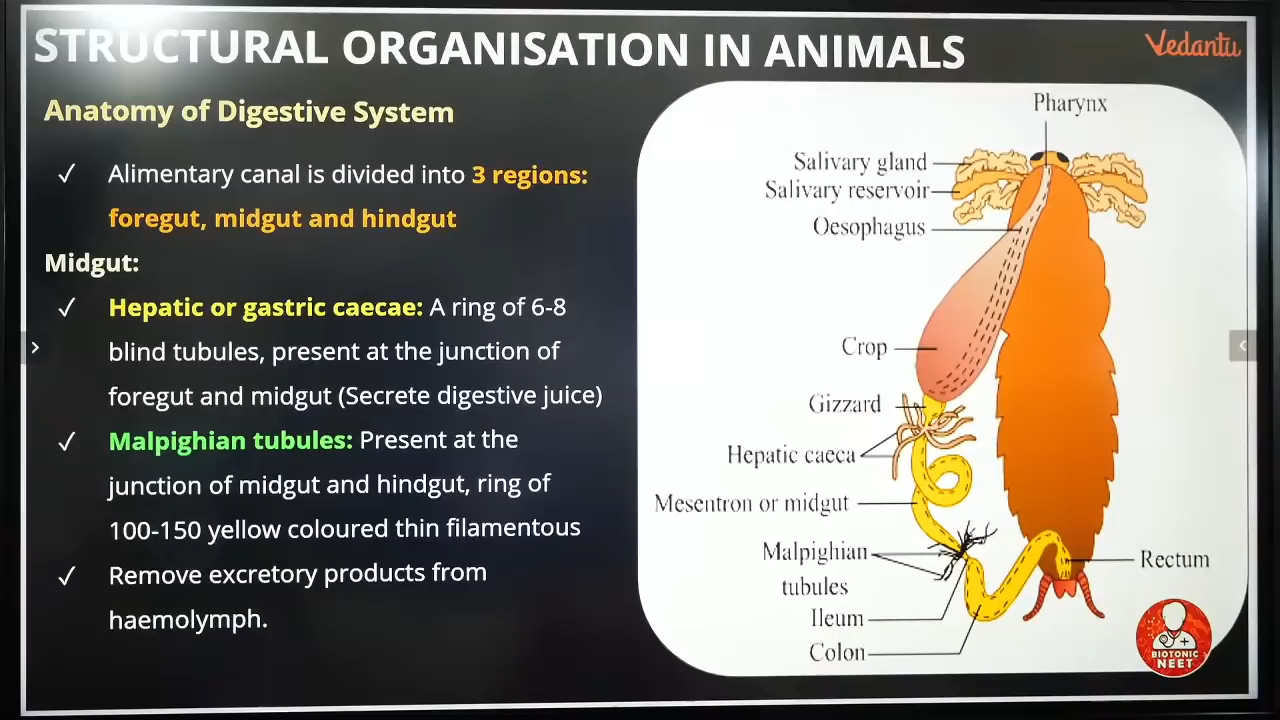 STRUCTURAL ORGANISATION IN ANIMALS
Vedantu
Anatomy of Digestive System
✓ Alimentary canal is divided into 3 regions:
foregut, midgut and hindgut
Midgut:
✓ Hepatic or gastric caecae: A ring of 6-8
blind tubules, present at the junction of
foregut and midgut (Secrete digestive juice)
✓ Malpighian tubules: Present at the
junction of midgut and hindgut, ring of
100-150 yellow coloured thin filamentous
✓ Remove excretory products from
haemolymph.
Pharynx
Salivary gland
Salivary reservoir
Oesophagus
Crop
Gizzard
Hepatic caeca
Mesentron or midgut
Malpighian
tubules
Ileum
Colon
Rectum
BIOTONIC
NEET